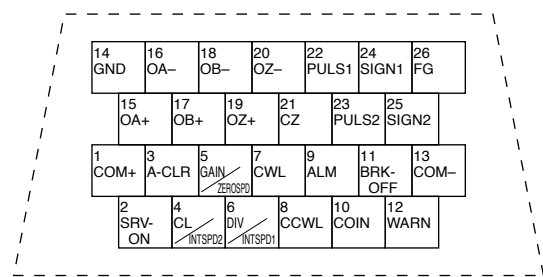 14 16 18 20 22 24 26
GND OA– OB– OZ– PULS1 SIGN1 FG
15 17 19 21 23 25
OA+ OB+ OZ+ CZ PULS2 SIGN2
1 3 5 7 9 11 13
COM+ A-CLR GAIN CWL ALM BRK- COM–
ZEROSPD OFF
2 4 6 8 10 12
SRV- CL DIV CCWL COIN WARN
ON INTSPD2 INTSPD1